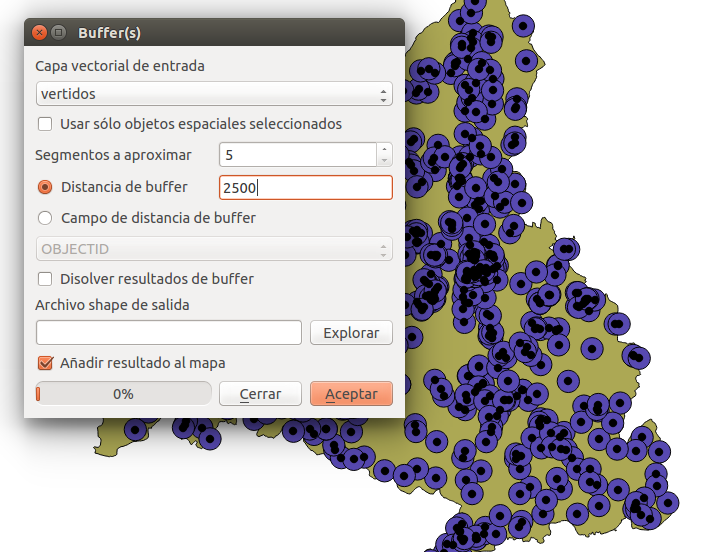 Buffer(s)
Capa vectorial de entrada
vertidos
Usar sólo objetos espaciales seleccionados
Segmentos a aproximar 5
Distancia de buffer 2500
Campo de distancia de buffer
OBJECTID
Disolver resultados de buffer
Archivo shape de salida
Explorar
Añadir resultado al mapa
0% Cerrar Aceptar